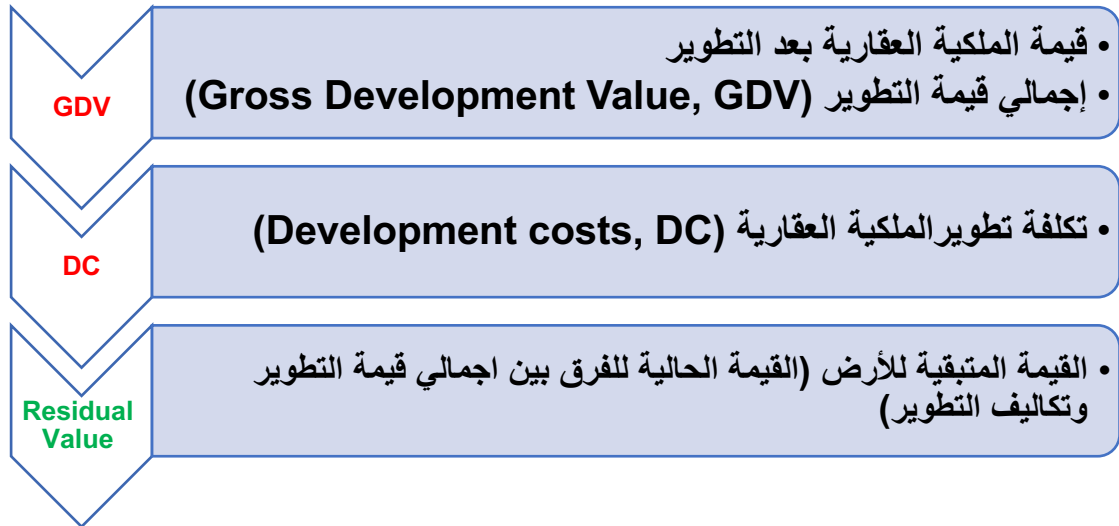 GDV
• قيمة الملكية العقارية بعد التطوير
• إجمالي قيمة التطوير (Gross Development Value, GDV)
DC
• تكلفة تطويرالملكية العقارية (Development costs, DC)
Residual
Value
• القيمة المتبقية للأرض (القيمة الحالية للفرق بين اجمالي قيمة التطوير
وتكاليف التطوير)